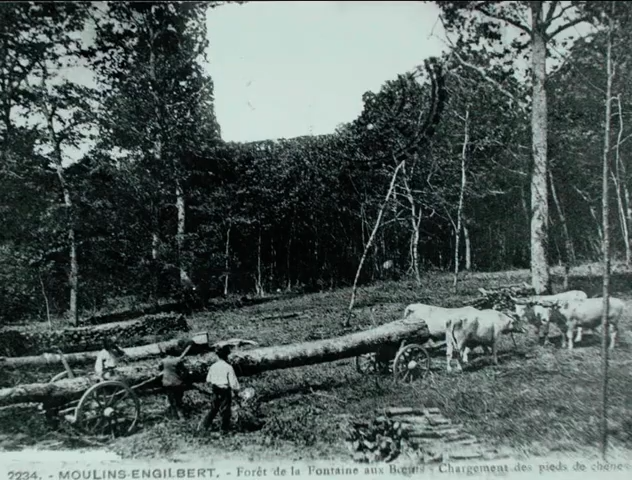 2234. - MOULINS-ENGILBERT. - Forêt de la Fontaine aux Bœufs - Chargement des pieds de chêne